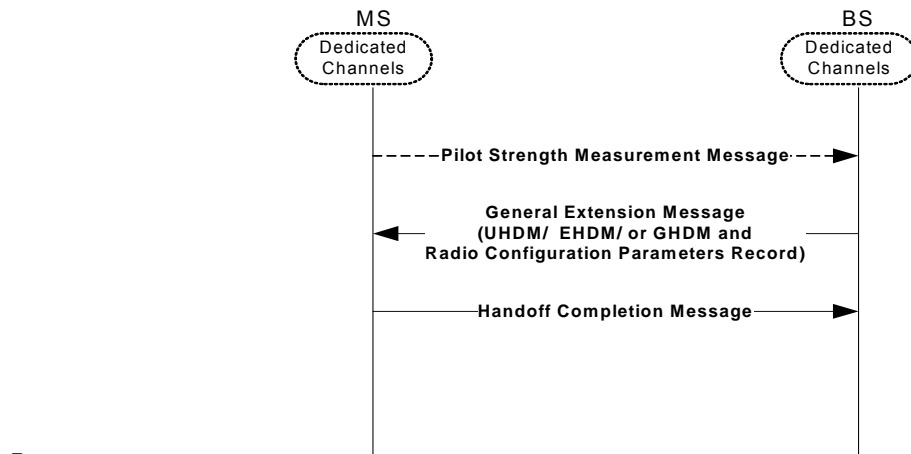 MS BS
Dedicated Channels Dedicated Channels
Pilot Strength Measurement Message
General Extension Message
(UHDM/ EHDM/ or GHDM and
Radio Configuration Parameters Record)
Handoff Completion Message